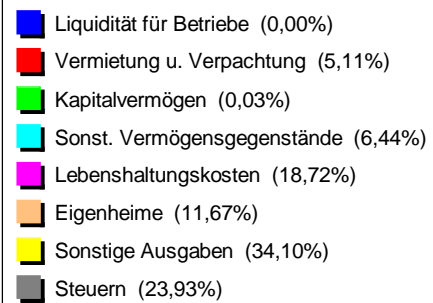 Liquidität für Betriebe (0,00%)
Vermietung u. Verpachtung (5,11%)
Kapitalvermögen (0,03%)
Sonst. Vermögensgegenstände (6,44%)
Lebenshaltungskosten (18,72%)
Eigenheime (11,67%)
Sonstige Ausgaben (34,10%)
Steuern (23,93%)